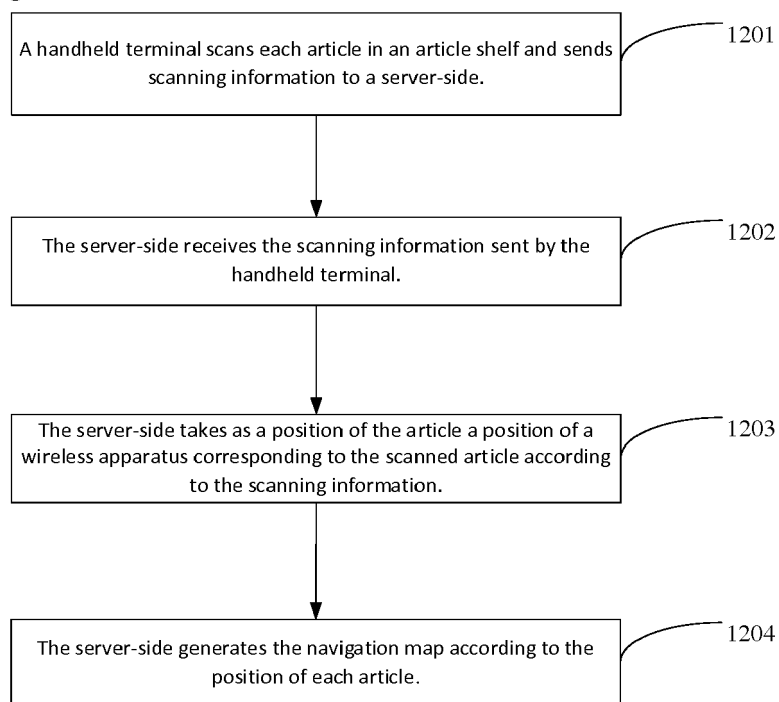 A handheld terminal scans each article in an article shelf and sends
scanning information to a server-side.
1201
The server-side receives the scanning information sent by the
handheld terminal.
1202
The server-side takes as a position of the article a position of a
wireless apparatus corresponding to the scanned article according
to the scanning information.
1203
The server-side generates the navigation map according to the
position of each article.
1204